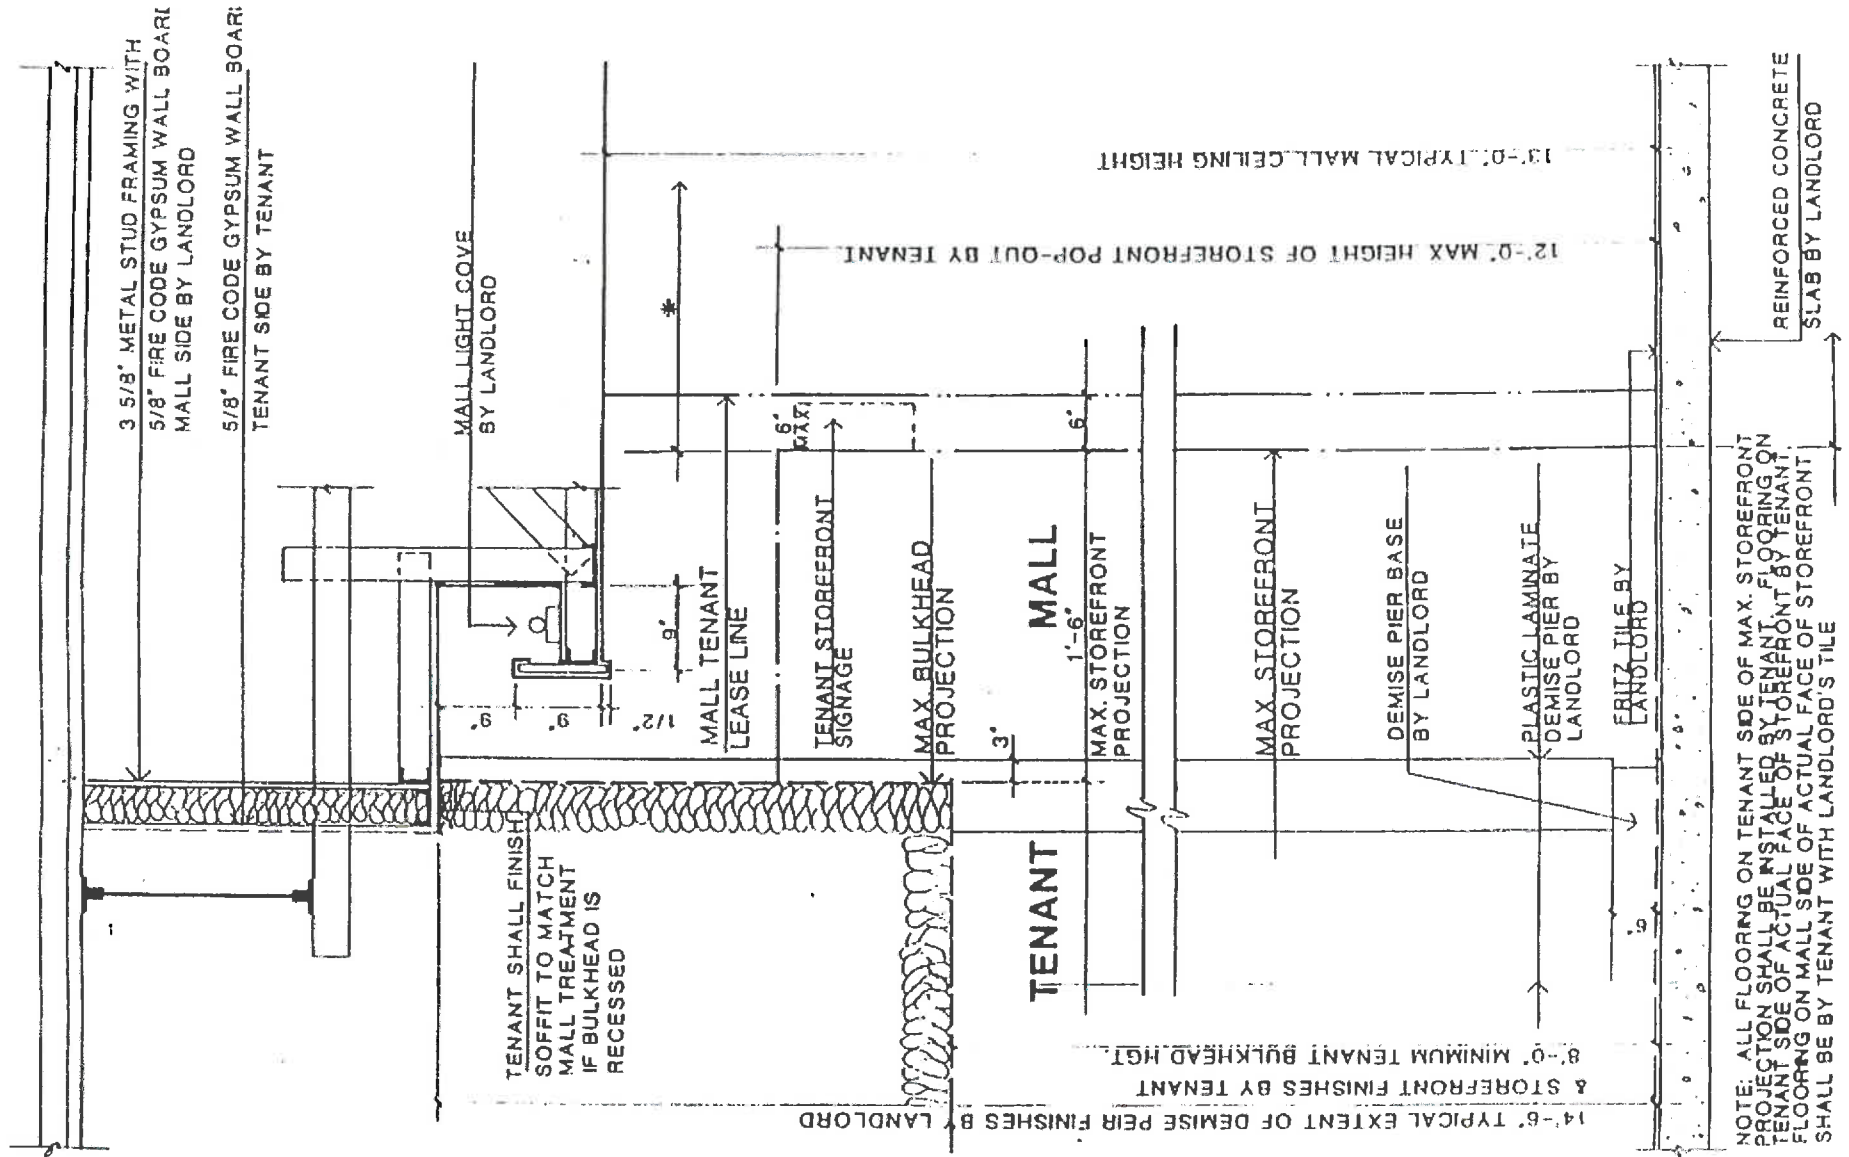 3 5/8" METAL STUD FRAMING WITH
5/8" FIRE CODE GYPSUM WALL BOARD
MALL SIDE BY LANDLORD
5/8" FIRE CODE GYPSUM WALL BOAR
TENANT SIDE BY TENANT
MALL LIGHT COVE
BY LANDLORD
13'-0" TYPICAL MALL CEILING HEIGHT
12'-0" MAX HEIGHT OF STOREFRONT POP-OUT BY TENANT
*
6"
MAX
6"
9"
9"
9"
1/2"
MALL TENANT
LEASE LINE
TENANT STOREFRONT
SIGNAGE
MAX. BULKHEAD
PROJECTION
3"
MALL
1'-6"
MAX. STOREFRONT
PROJECTION
MAX. STOREFRONT
PROJECTION
DEMISE PIER BASE
BY LANDLORD
PLASTIC LAMINATE
DEMISE PIER BY
LANDLORD
FRITZ TILE BY
LANDLORD
REINFORCED CONCRETE
SLAB BY LANDLORD
TENANT SHALL FINISH
SOFFIT TO MATCH
MALL TREATMENT
IF BULKHEAD IS
RECESSED
TENANT
6"
8'-0" MINIMUM TENANT BULKHEAD HGT.
& STOREFRONT FINISHES BY TENANT
14'-6" TYPICAL EXTENT OF DEMISE PEIR FINISHES BY LANDLORD
NOTE: ALL FLOORING ON TENANT SIDE OF MAX. STOREFRONT
PROJECTION SHALL BE INSTALLED BY TENANT. FLOORING ON
TENANT SIDE OF ACTUAL FACE OF STOREFRONT BY TENANT.
FLOORING ON MALL SIDE OF ACTUAL FACE OF STOREFRONT
SHALL BE BY TENANT WITH LANDLORD'S TILE